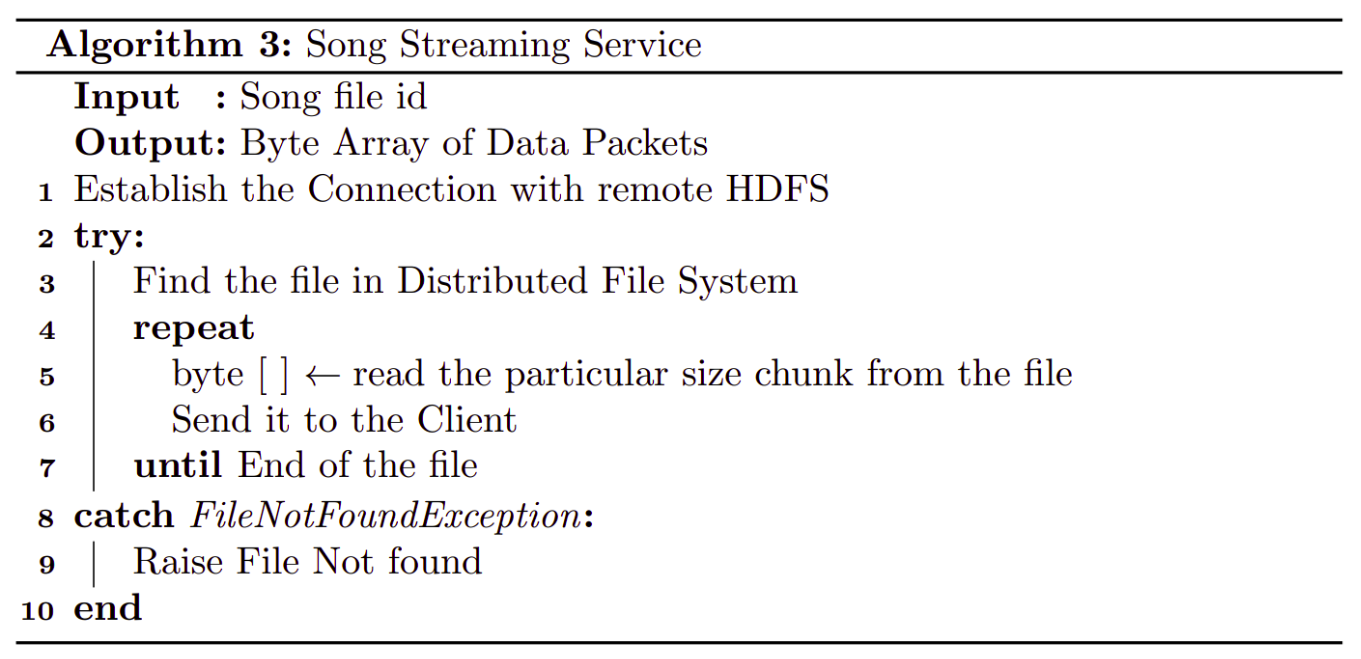 Algorithm 3: Song Streaming Service
Input : Song file id
Output: Byte Array of Data Packets
1 Establish the Connection with remote HDFS
2 try:
3 Find the file in Distributed File System
4 repeat
5 byte [ ] ← read the particular size chunk from the file
6 Send it to the Client
7 until End of the file
8 catch FileNotFoundException:
9 Raise File Not found
10 end